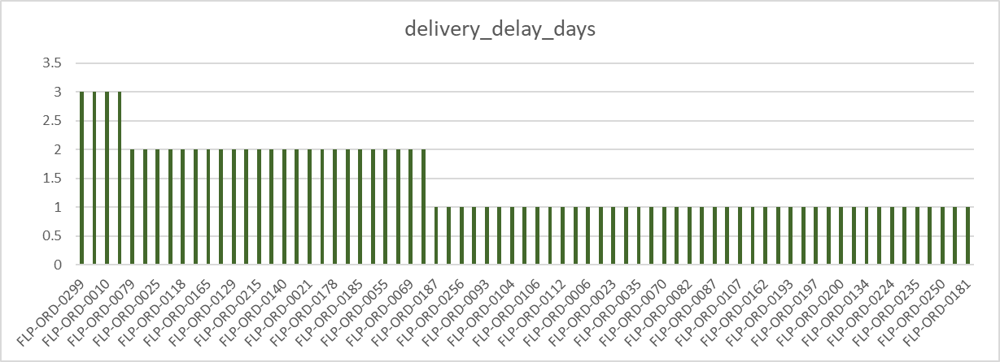 delivery_delay_days
3.5
3
2.5
2
1.5
1
0.5
0
FLP-ORD-0299
FLP-ORD-0010
FLP-ORD-0079
FLP-ORD-0025
FLP-ORD-0118
FLP-ORD-0165
FLP-ORD-0129
FLP-ORD-0215
FLP-ORD-0140
FLP-ORD-0021
FLP-ORD-0178
FLP-ORD-0185
FLP-ORD-0055
FLP-ORD-0069
FLP-ORD-0187
FLP-ORD-0256
FLP-ORD-0093
FLP-ORD-0104
FLP-ORD-0106
FLP-ORD-0112
FLP-ORD-0006
FLP-ORD-0023
FLP-ORD-0035
FLP-ORD-0070
FLP-ORD-0082
FLP-ORD-0087
FLP-ORD-0107
FLP-ORD-0162
FLP-ORD-0193
FLP-ORD-0197
FLP-ORD-0200
FLP-ORD-0134
FLP-ORD-0224
FLP-ORD-0235
FLP-ORD-0250
FLP-ORD-0181